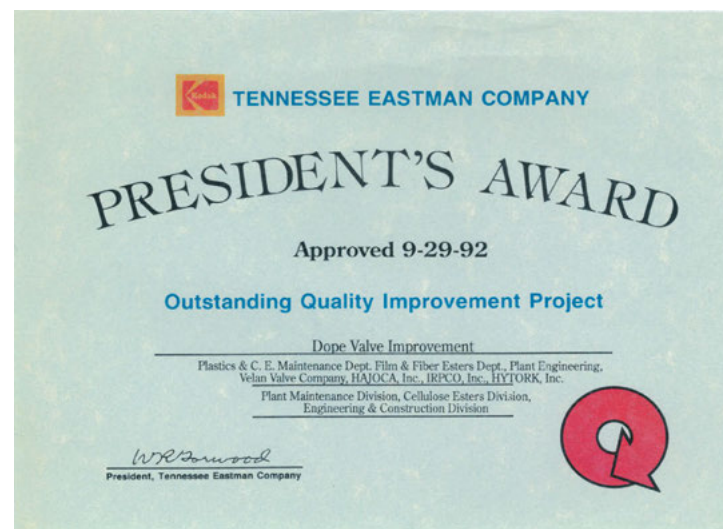 Kodak
TENNESSEE EASTMAN COMPANY
PRESIDENT'S AWARD
Approved 9-29-92
Outstanding Quality Improvement Project
Dope Valve Improvement
Plastics & C. E. Maintenance Dept. Film & Fiber Esters Dept., Plant Engineering,
Velan Valve Company, HAJOCA, Inc., IRPCO, Inc., HYTORK, Inc.
Plant Maintenance Division, Cellulose Esters Division,
Engineering & Construction Division
President, Tennessee Eastman Company
Q